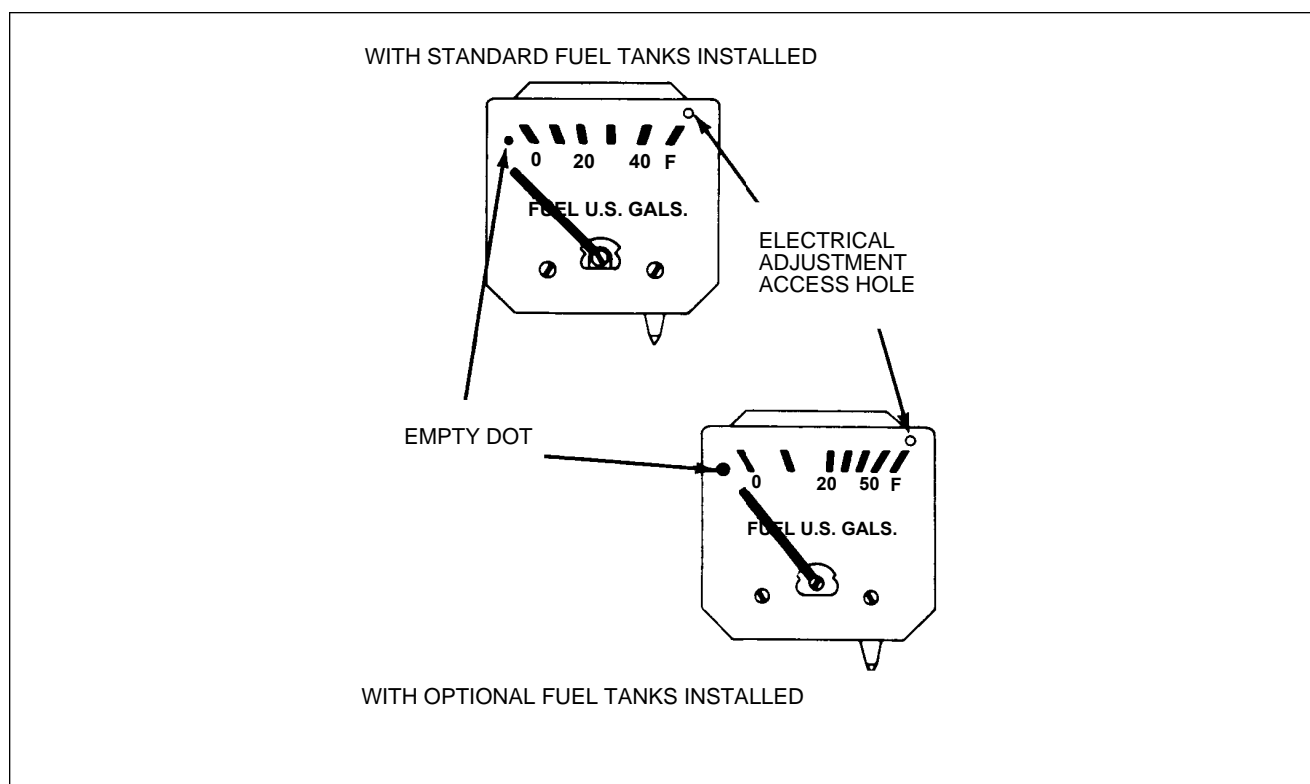 WITH STANDARD FUEL TANKS INSTALLED
0 20 40 F
FUEL U.S. GALS.
ELECTRICAL
ADJUSTMENT
ACCESS HOLE
EMPTY DOT
0 20 50 F
FUEL U.S. GALS.
WITH OPTIONAL FUEL TANKS INSTALLED